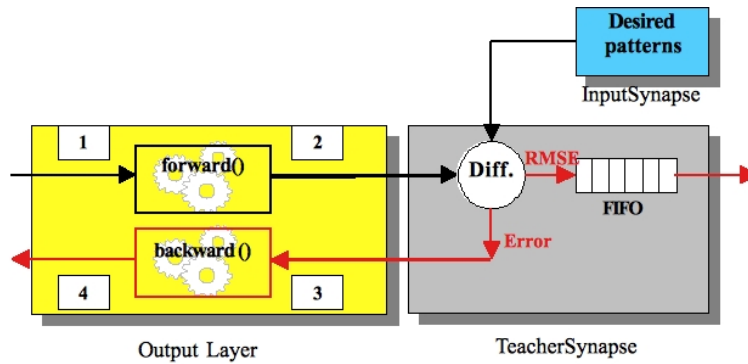 Desired
patterns
InputSynapse
1
2
forward()
Diff.
RMSE
FIFO
backward()
Error
4
3
Output Layer
TeacherSynapse